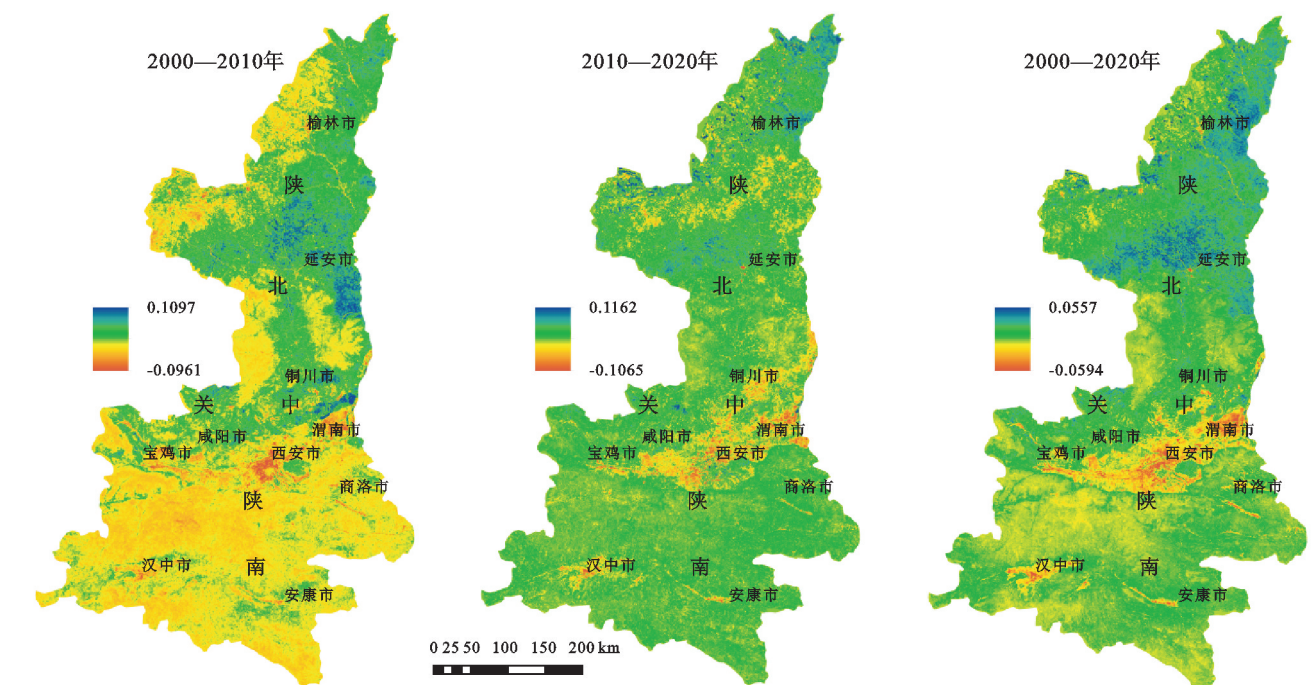 2000—2010年
榆林市
陕
延安市
北
0.1097
-0.0961
铜川市
关
中
渭南市
咸阳市
宝鸡市
西安市
商洛市
陕
汉中市
南
安康市
2010—2020年
榆林市
陕
延安市
北
0.1162
-0.1065
铜川市
关
中
渭南市
咸阳市
宝鸡市
西安市
商洛市
陕
汉中市
南
安康市
2000—2020年
榆林市
陕
延安市
北
0.0557
-0.0594
铜川市
关
中
渭南市
咸阳市
宝鸡市
西安市
商洛市
陕
汉中市
南
安康市
0 25 50 100 150 200 km